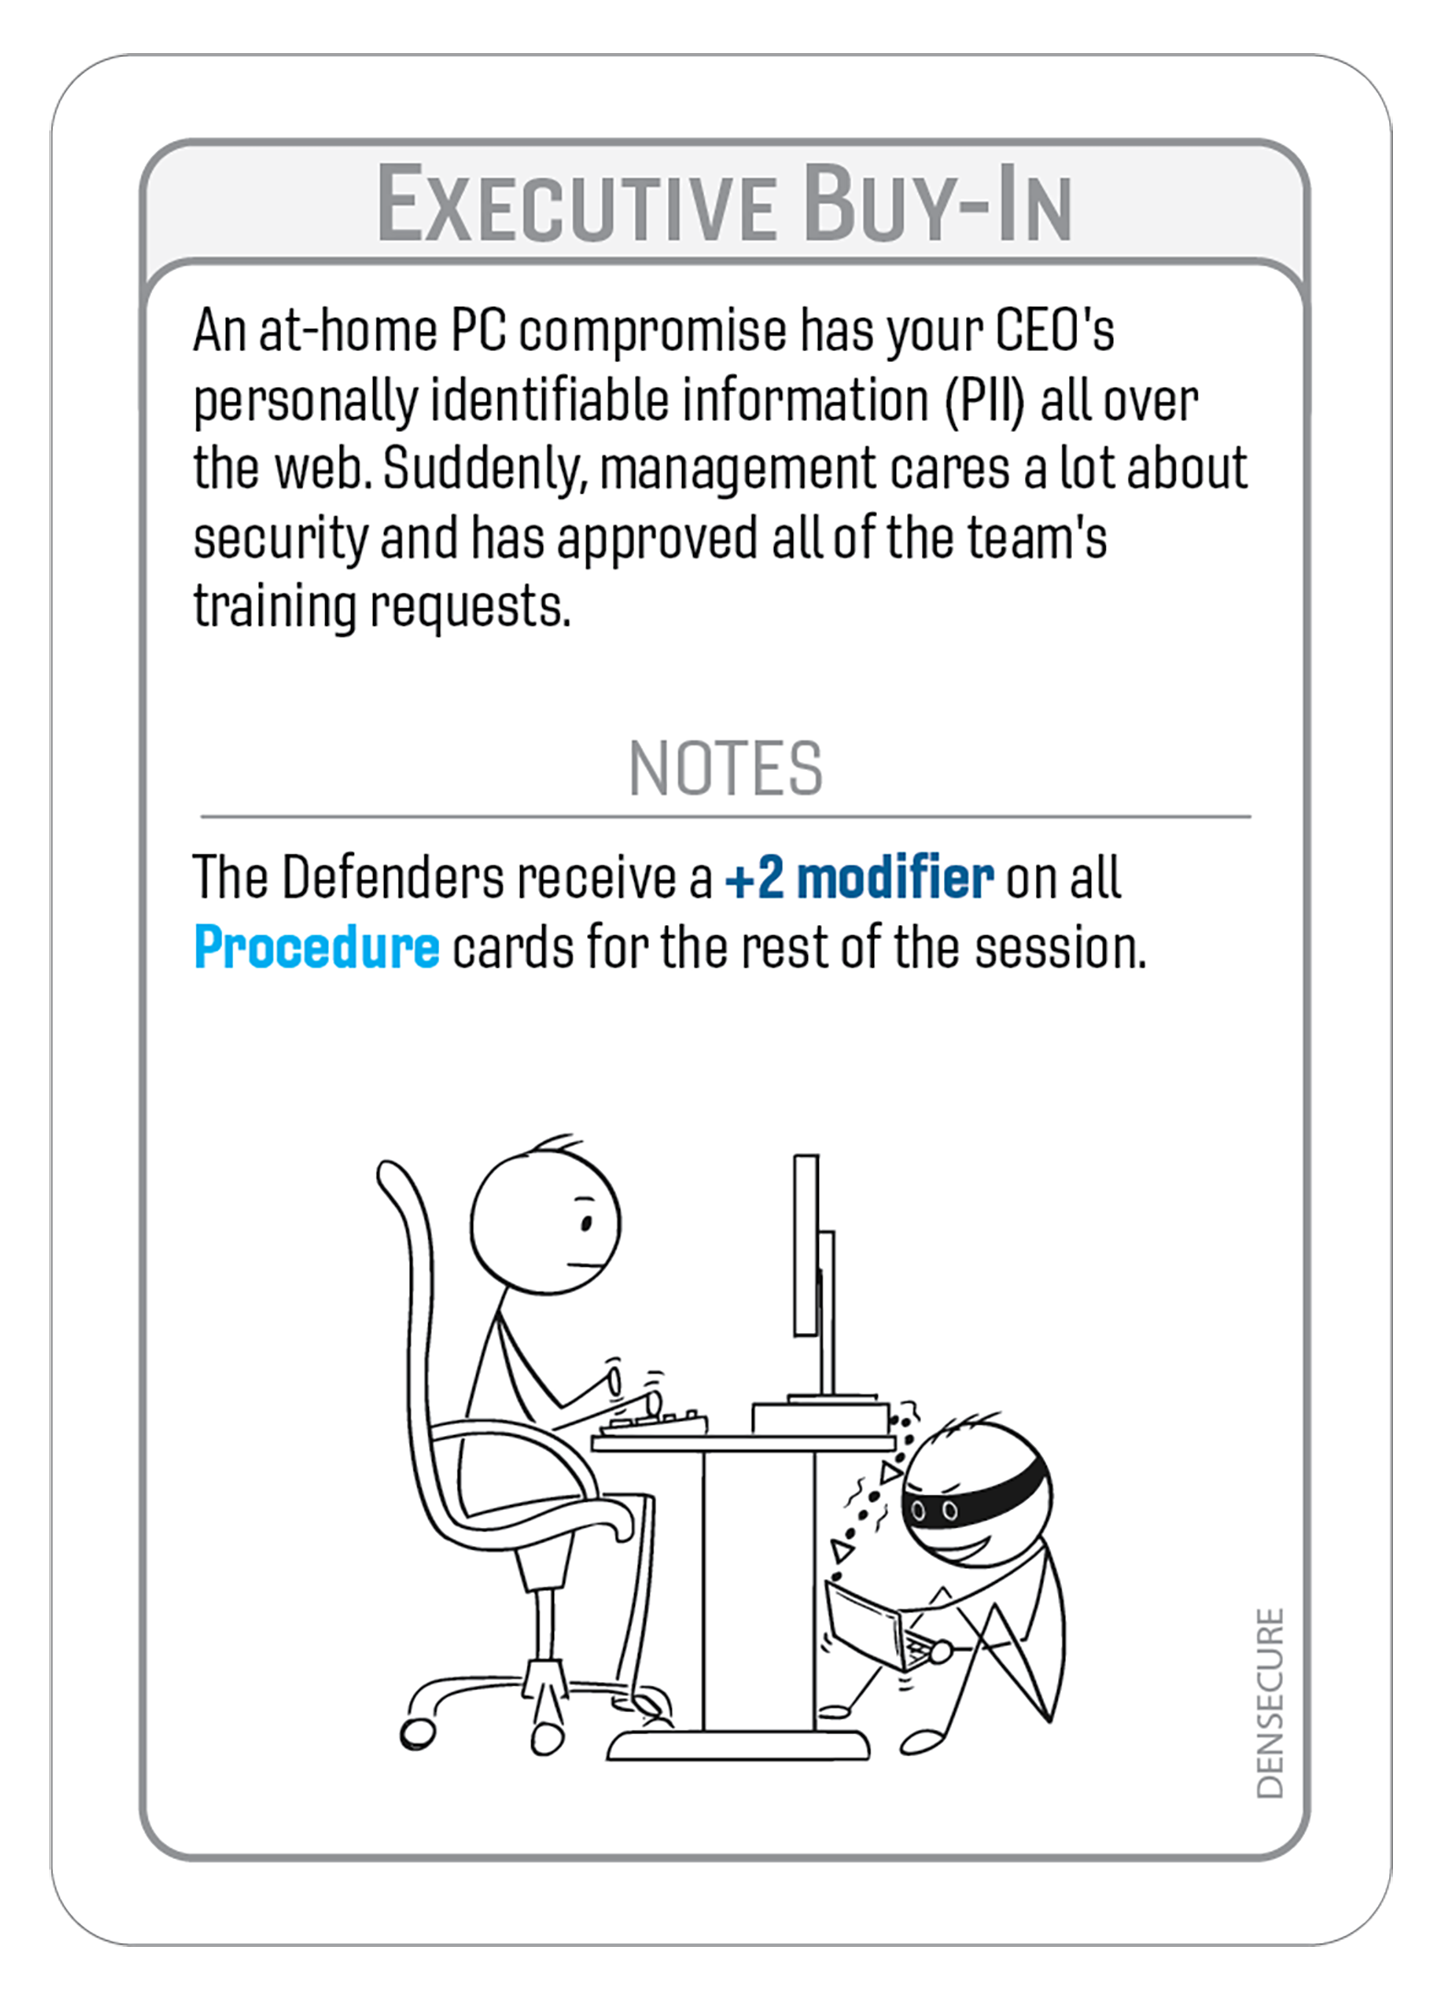 EXECUTIVE BUY-IN
An at-home PC compromise has your CEO's
personally identifiable information (PII) all over
the web. Suddenly, management cares a lot about
security and has approved all of the team's
training requests.
NOTES
The Defenders receive a +2 modifier on all
Procedure cards for the rest of the session.
DENSECURE